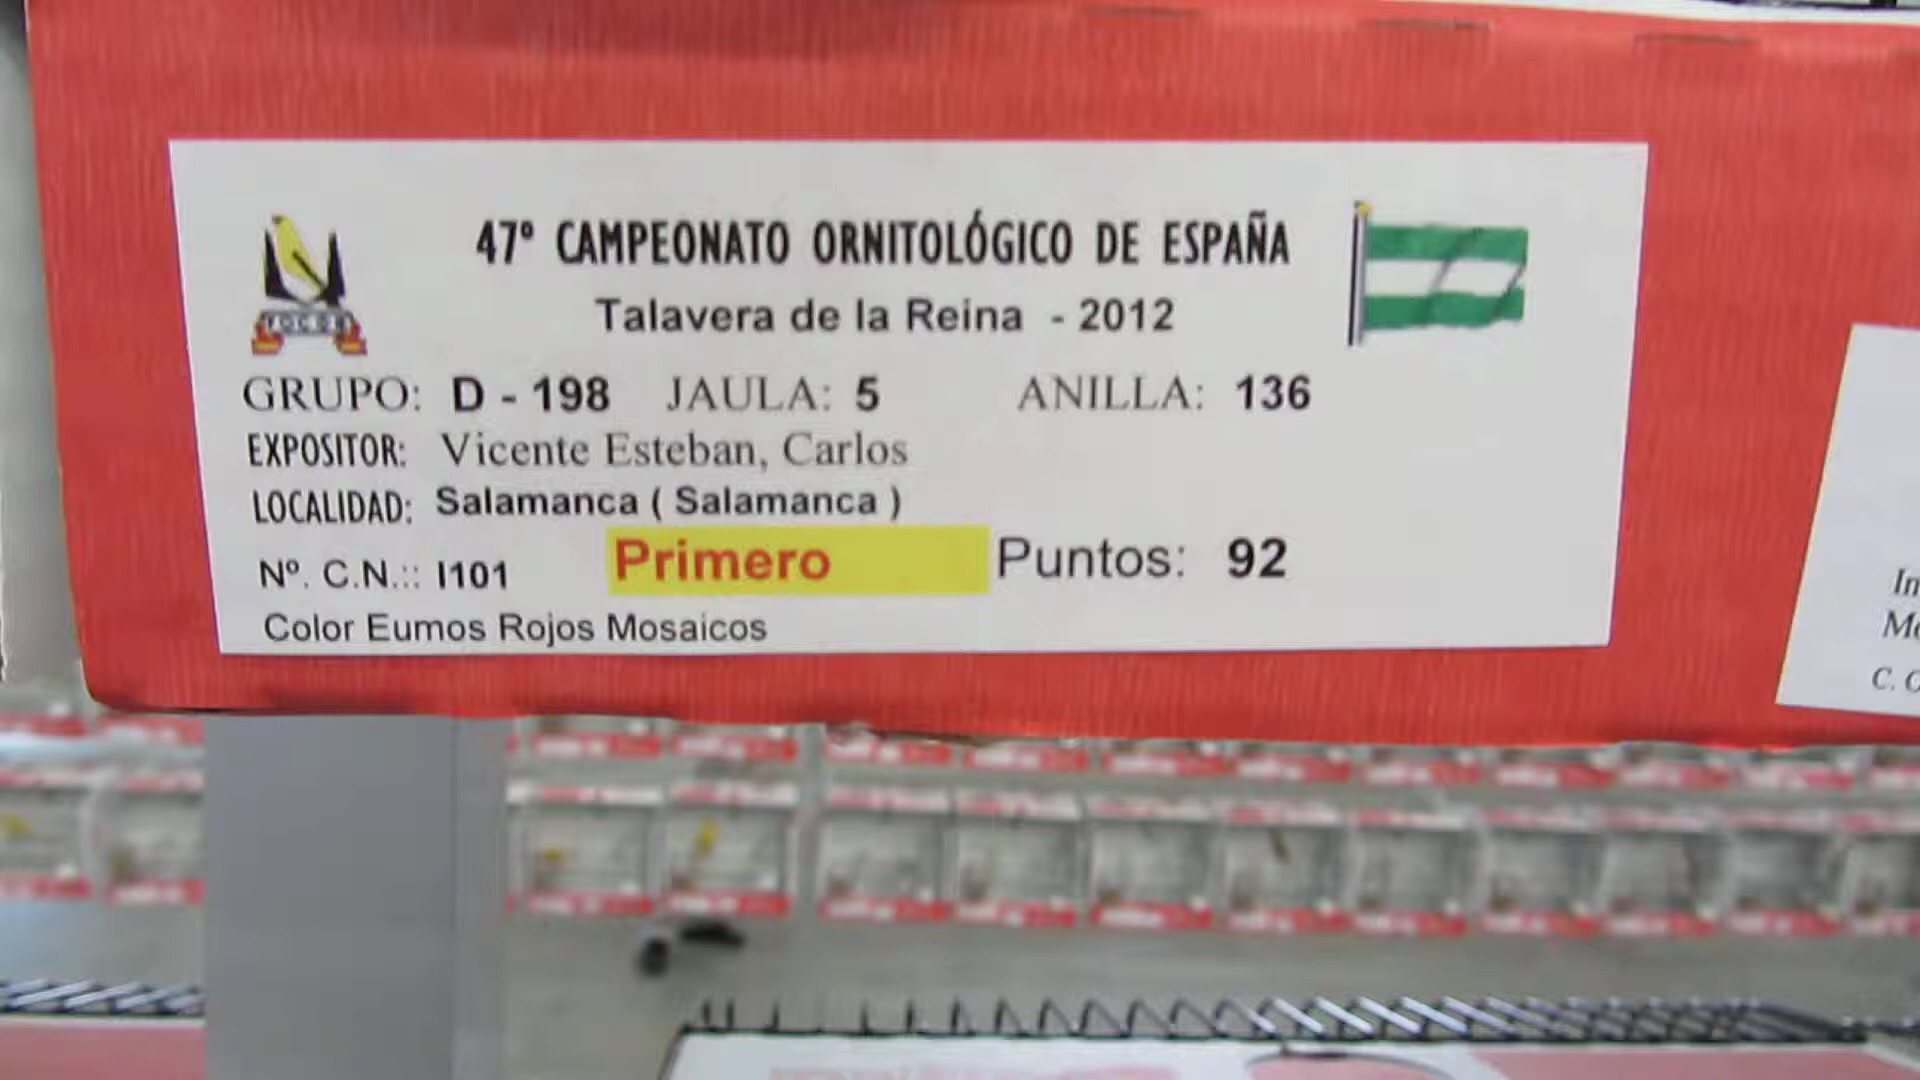 47º CAMPEONATO ORNITOLÓGICO DE ESPAÑA
Talavera de la Reina - 2012
GRUPO: D - 198 JAULA: 5 ANILLA: 136
EXPOSITOR: Vicente Esteban, Carlos
LOCALIDAD: Salamanca ( Salamanca )
Nº. C.N.:: I101 Primero Puntos: 92
Color Eumos Rojos Mosaicos
In
C. O